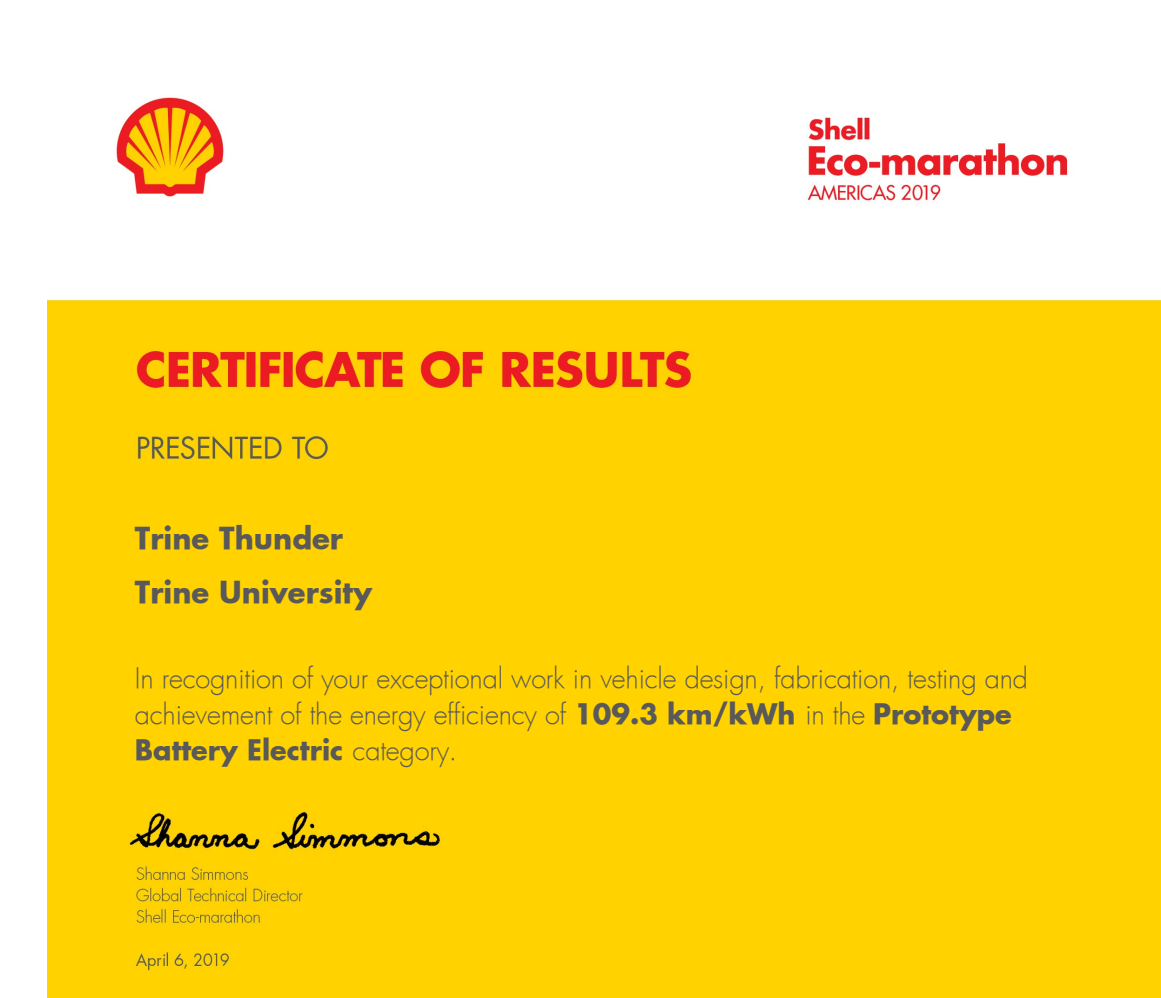 Shell
Eco-marathon
AMERICAS 2019
CERTIFICATE OF RESULTS
PRESENTED TO
Trine Thunder
Trine University
In recognition of your exceptional work in vehicle design, fabrication, testing and
achievement of the energy efficiency of 109.3 km/kWh in the Prototype
Battery Electric category.
Shanna Simmons
Shanna Simmons
Global Technical Director
Shell Eco-marathon
April 6, 2019